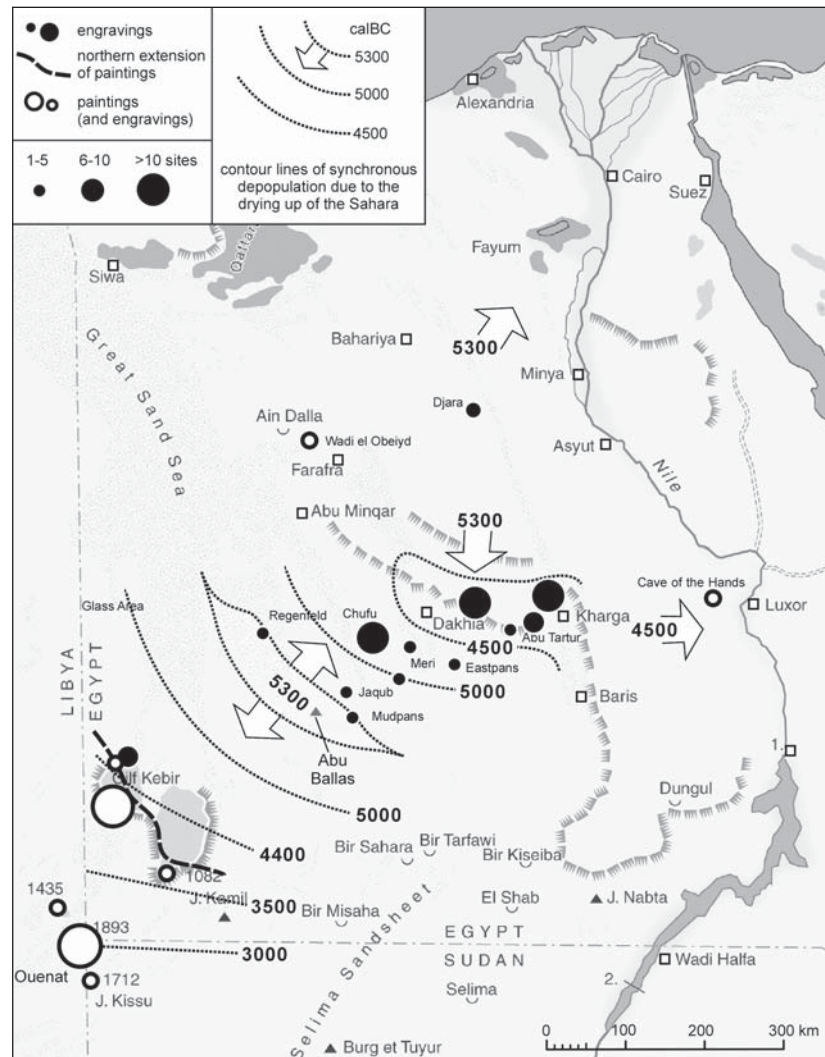 engravings
northern extension
of paintings
paintings
(and engravings)
1-5
6-10
>10 sites
calBC
5300
5000
4500
contour lines of synchronous
depopulation due to the
drying up of the Sahara
Alexandria
Cairo
Suez
Fayum
Siwa
Qattara
Great Sand Sea
Bahariya
5300
Minya
Djara
Ain Dalla
Wadi el Obeiyd
Farafra
Asyut
Nile
Abu Minqar
5300
Glass Area
Regenfeld
Chufu
Dakhla
Abu Tartur
Kharga
Cave of the Hands
Luxor
4500
4500
Meri
Eastpans
5000
Jaqub
5300
Mudpans
Abu
Ballas
Baris
LIBYA
EGYPT
1.
Gilf Kebir
5000
4400
Dungul
Bir Sahara
Bir Tarfawi
Bir Kiseiba
1082
J. Kamil
3500
1435
1893
Bir Misaha
El Shab
J. Nabta
Selima Sandsheet
3000
EGYPT
SUDAN
Ouenat
1712
J. Kissu
Wadi Halfa
2.
Selima
Burg et Tuyur
0
100
200
300 km